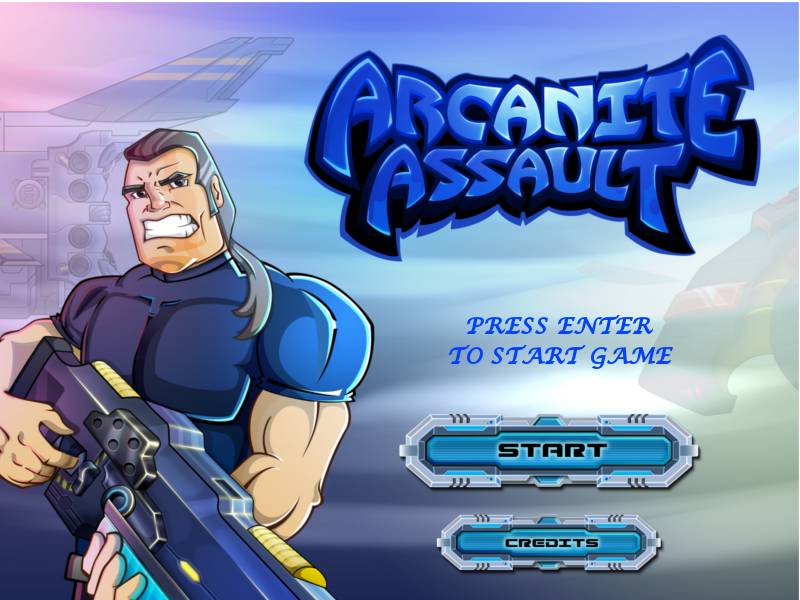 ARCANITE
ASSAULT
PRESS ENTER
TO START GAME
START
CREDITS